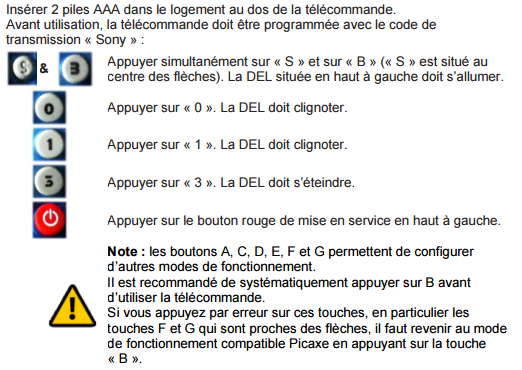 Insérer 2 piles AAA dans le logement au dos de la télécommande.
Avant utilisation, la télécommande doit être programmée avec le code de
transmission « Sony » :
S & B Appuyer simultanément sur « S » et sur « B » (« S » est situé au
centre des flèches). La DEL située en haut à gauche doit s'allumer.
0 Appuyer sur « 0 ». La DEL doit clignoter.
1 Appuyer sur « 1 ». La DEL doit clignoter.
3 Appuyer sur « 3 ». La DEL doit s'éteindre.
Appuyer sur le bouton rouge de mise en service en haut à gauche.
Note : les boutons A, C, D, E, F et G permettent de configurer
d'autres modes de fonctionnement.
Il est recommandé de systématiquement appuyer sur B avant
d'utiliser la télécommande.
Si vous appuyez par erreur sur ces touches, en particulier les
touches F et G qui sont proches des flèches, il faut revenir au mode
de fonctionnement compatible Picaxe en appuyant sur la touche
« B ».